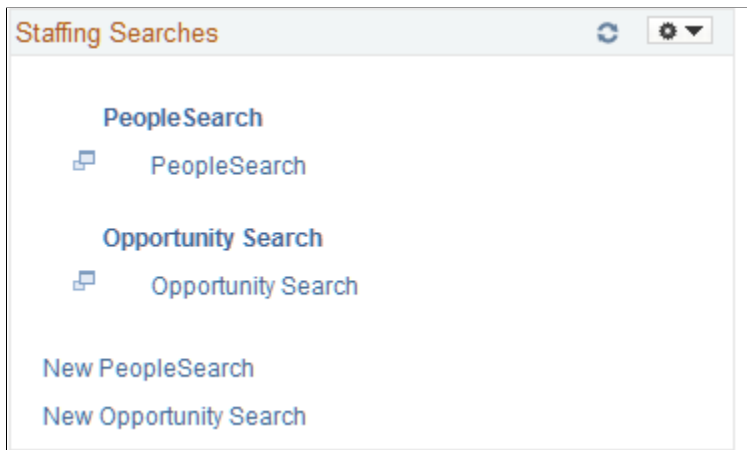 Staffing Searches
PeopleSearch
PeopleSearch
Opportunity Search
Opportunity Search
New PeopleSearch
New Opportunity Search